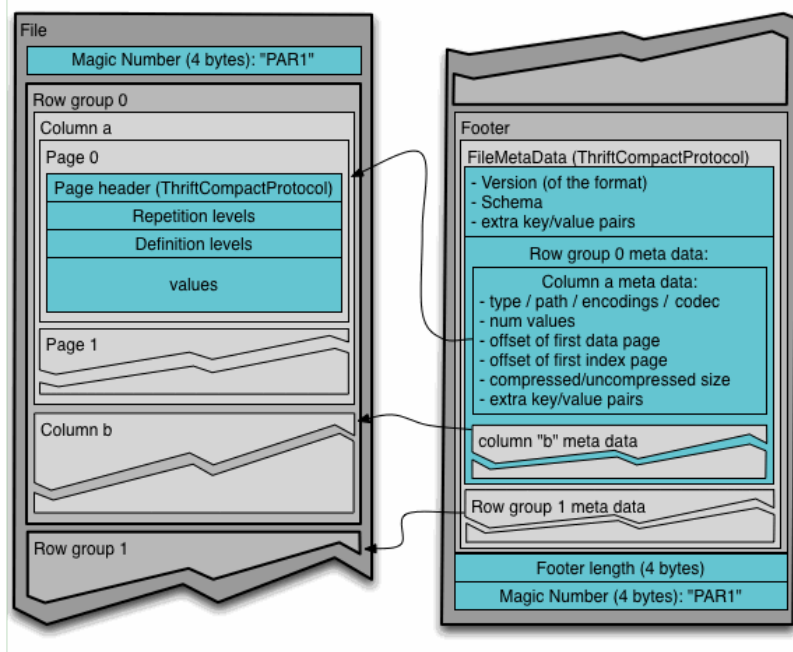 File
Magic Number (4 bytes): "PAR1"
Row group 0
Column a
Page 0
Page header (ThriftCompactProtocol)
Repetition levels
Definition levels
values
Page 1
Column b
Row group 1
Footer
FileMetaData (ThriftCompactProtocol)
- Version (of the format)
- Schema
- extra key/value pairs
Row group 0 meta data:
Column a meta data:
- type / path / encodings / codec
- num values
- offset of first data page
- offset of first index page
- compressed/uncompressed size
- extra key/value pairs
column "b" meta data
Row group 1 meta data
Footer length (4 bytes)
Magic Number (4 bytes): "PAR1"